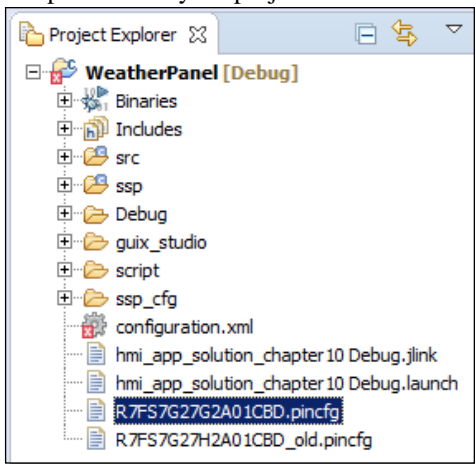 Project Explorer
WeatherPanel [Debug]
Binaries
Includes
src
ssp
Debug
guix_studio
script
ssp_cfg
configuration.xml
hmi_app_solution_chapter10 Debug.jlink
hmi_app_solution_chapter10 Debug.launch
R7FS7G27G2A01CBD.pincfg
R7FS7G27H2A01CBD_old.pincfg